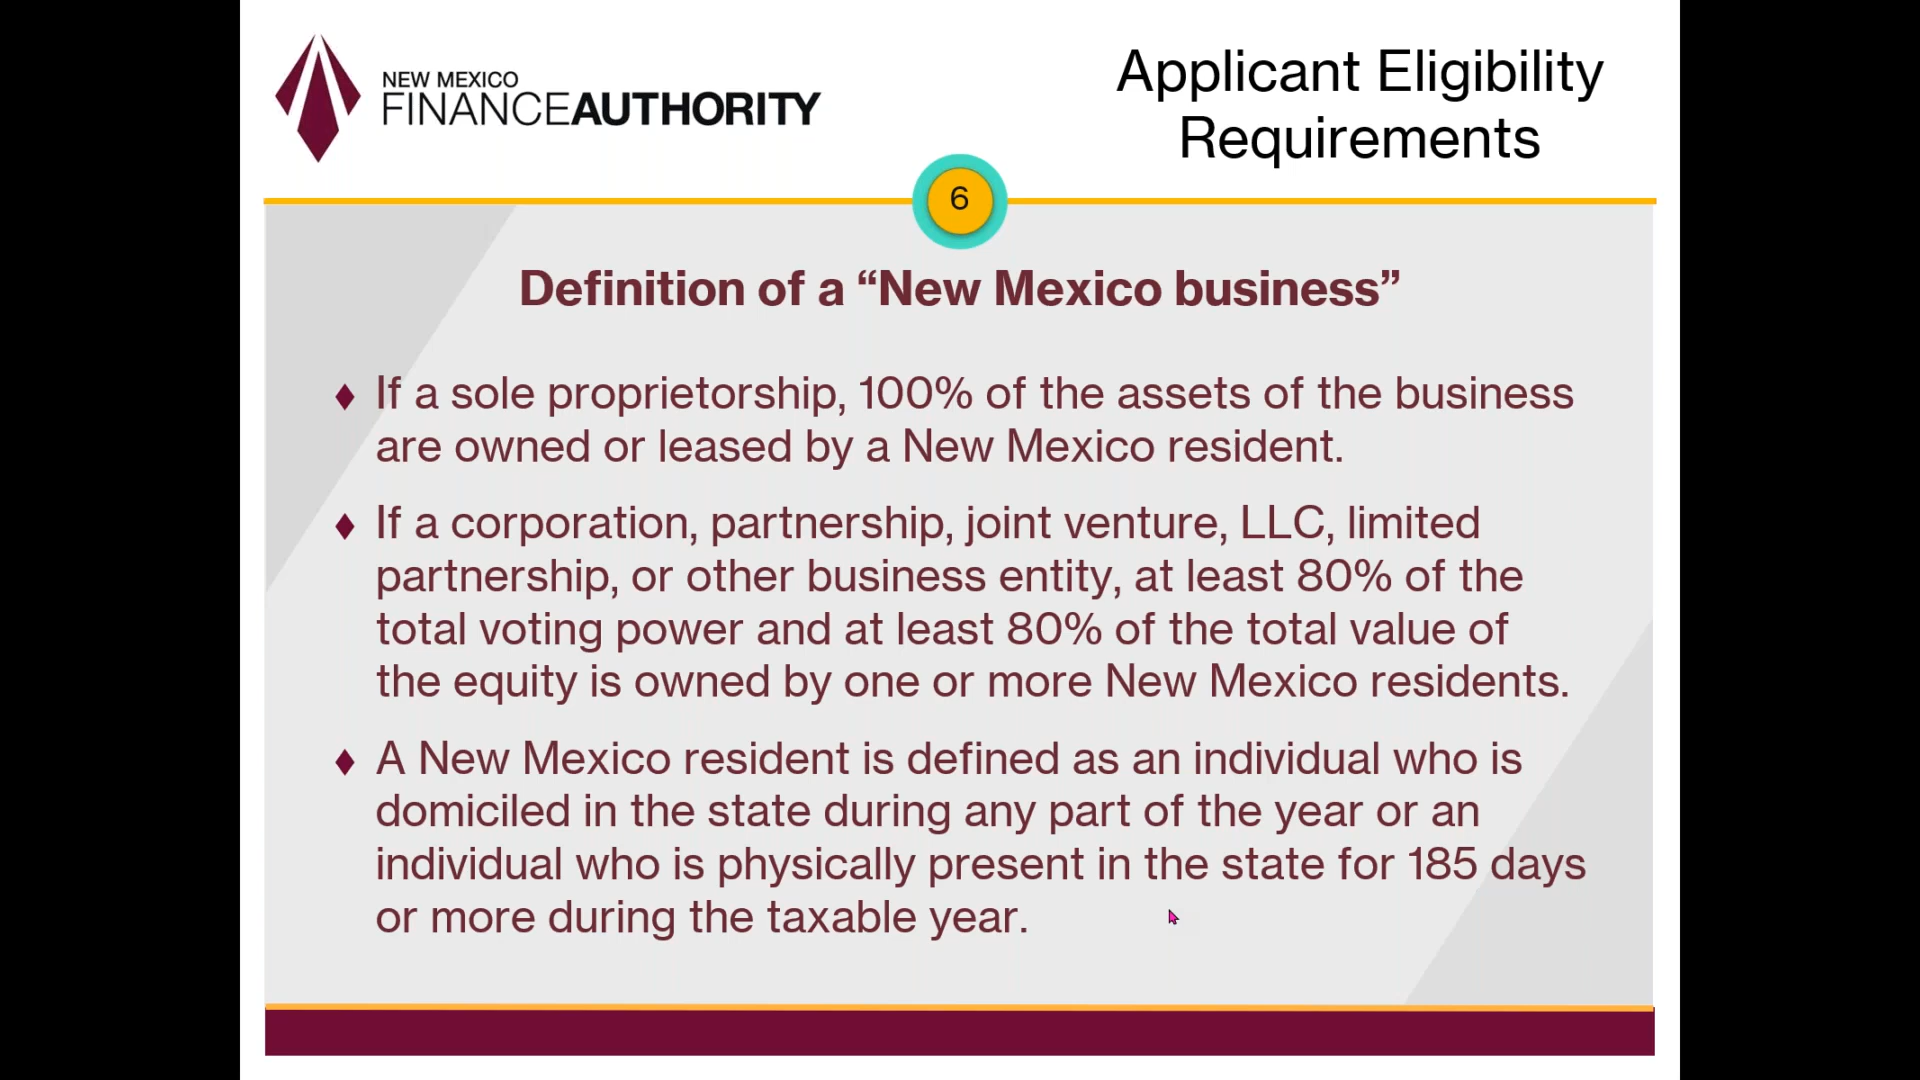 NEW MEXICO
FINANCEAUTHORITY
Applicant Eligibility
Requirements
6
Definition of a “New Mexico business”
♦ If a sole proprietorship, 100% of the assets of the business
are owned or leased by a New Mexico resident.
♦ If a corporation, partnership, joint venture, LLC, limited
partnership, or other business entity, at least 80% of the
total voting power and at least 80% of the total value of
the equity is owned by one or more New Mexico residents.
♦ A New Mexico resident is defined as an individual who is
domiciled in the state during any part of the year or an
individual who is physically present in the state for 185 days
or more during the taxable year.